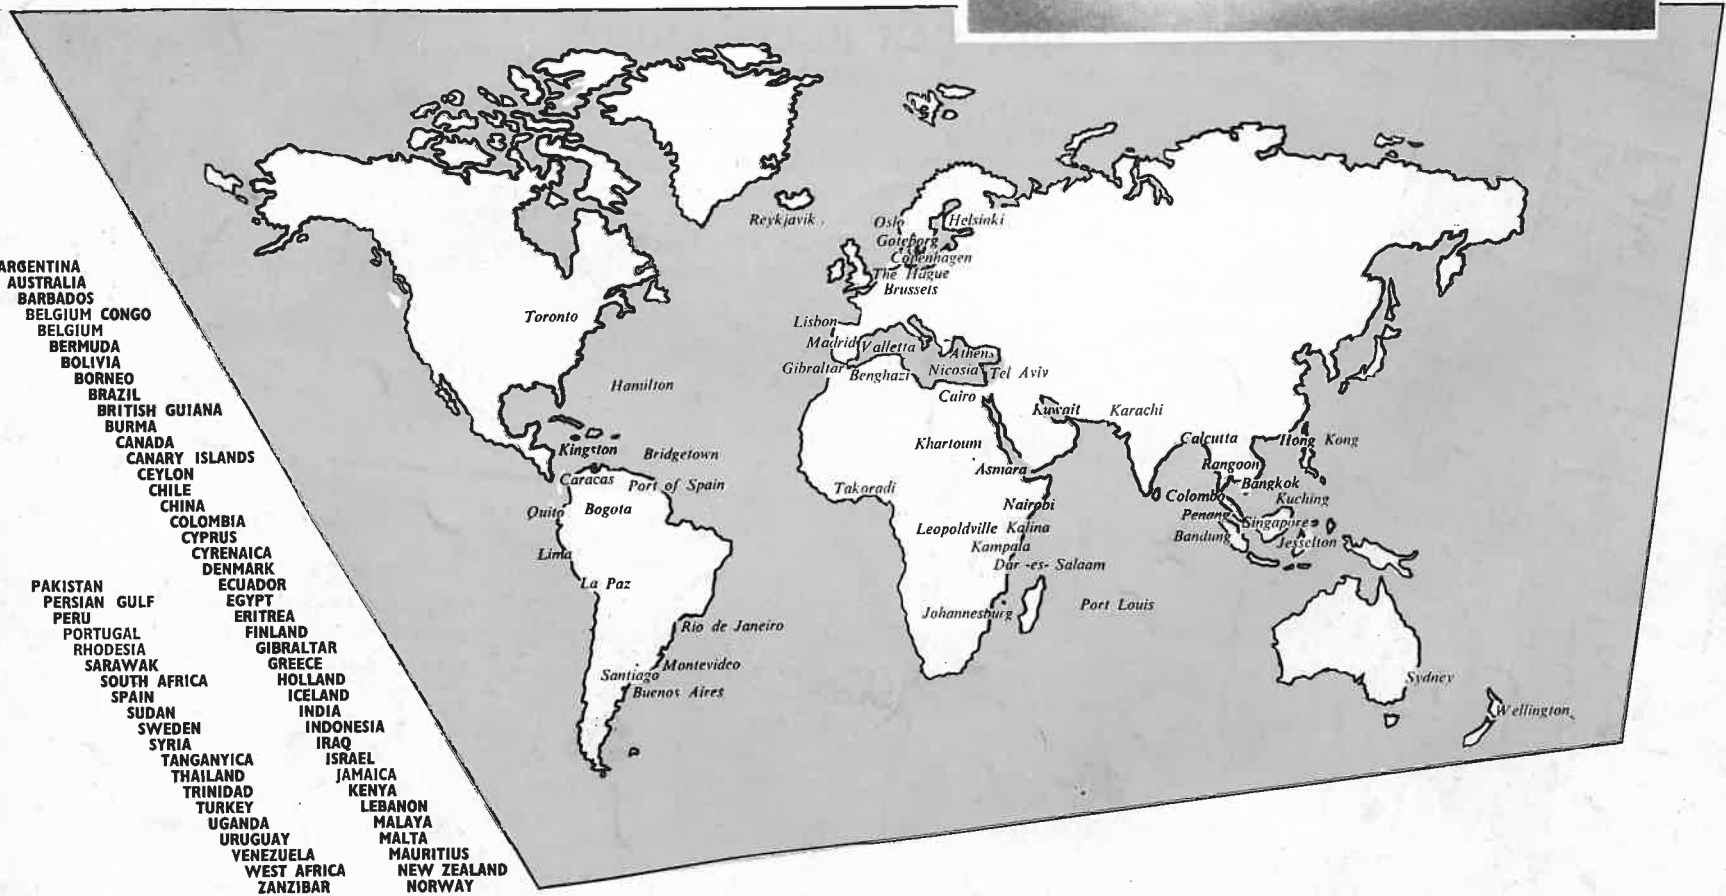 ARGENTINA
AUSTRALIA
BARBADOS
BELGIUM CONGO
BELGIUM
BERMUDA
BOLIVIA
BORNEO
BRAZIL
BRITISH GUIANA
BURMA
CANADA
CANARY ISLANDS
CEYLON
CHILE
CHINA
COLOMBIA
CYPRUS
CYRENAICA
DENMARK
ECUADOR
EGYPT
ERITREA
FINLAND
GIBRALTAR
GREECE
HOLLAND
ICELAND
INDIA
INDONESIA
IRAQ
ISRAEL
JAMAICA
KENYA
LEBANON
MALAYA
MALTA
MAURITIUS
NEW ZEALAND
NORWAY
PAKISTAN
PERSIAN GULF
PERU
PORTUGAL
RHODESIA
SARAWAK
SOUTH AFRICA
SPAIN
SUDAN
SWEDEN
SYRIA
TANGANYICA
THAILAND
TRINIDAD
TURKEY
UGANDA
URUGUAY
VENEZUELA
WEST AFRICA
ZANZIBAR
Reykjavik
Oslo
Helsinki
Goteborg
Copenhagen
The Hague
Brussels
Toronto
Lisbon
Madrid
Valletta
Athens
Gibraltar
Benghazi
Nicosia
Tel Aviv
Hamilton
Cairo
Kuwait
Karachi
Khartoum
Calcutta
Hong Kong
Kingston
Bridgetown
Asmara
Rangoon
Caracas
Port of Spain
Takoradi
Bangkok
Nairobi
Colombo
Kuching
Quito
Bogota
Penang
Singapore
Leopoldville Kalina
Bandung
Jesselton
Kampala
Lima
Dar -es- Salaam
La Paz
Johannesburg
Port Louis
Rio de Janeiro
Montevideo
Santiago
Buenos Aires
Sydney
Wellington